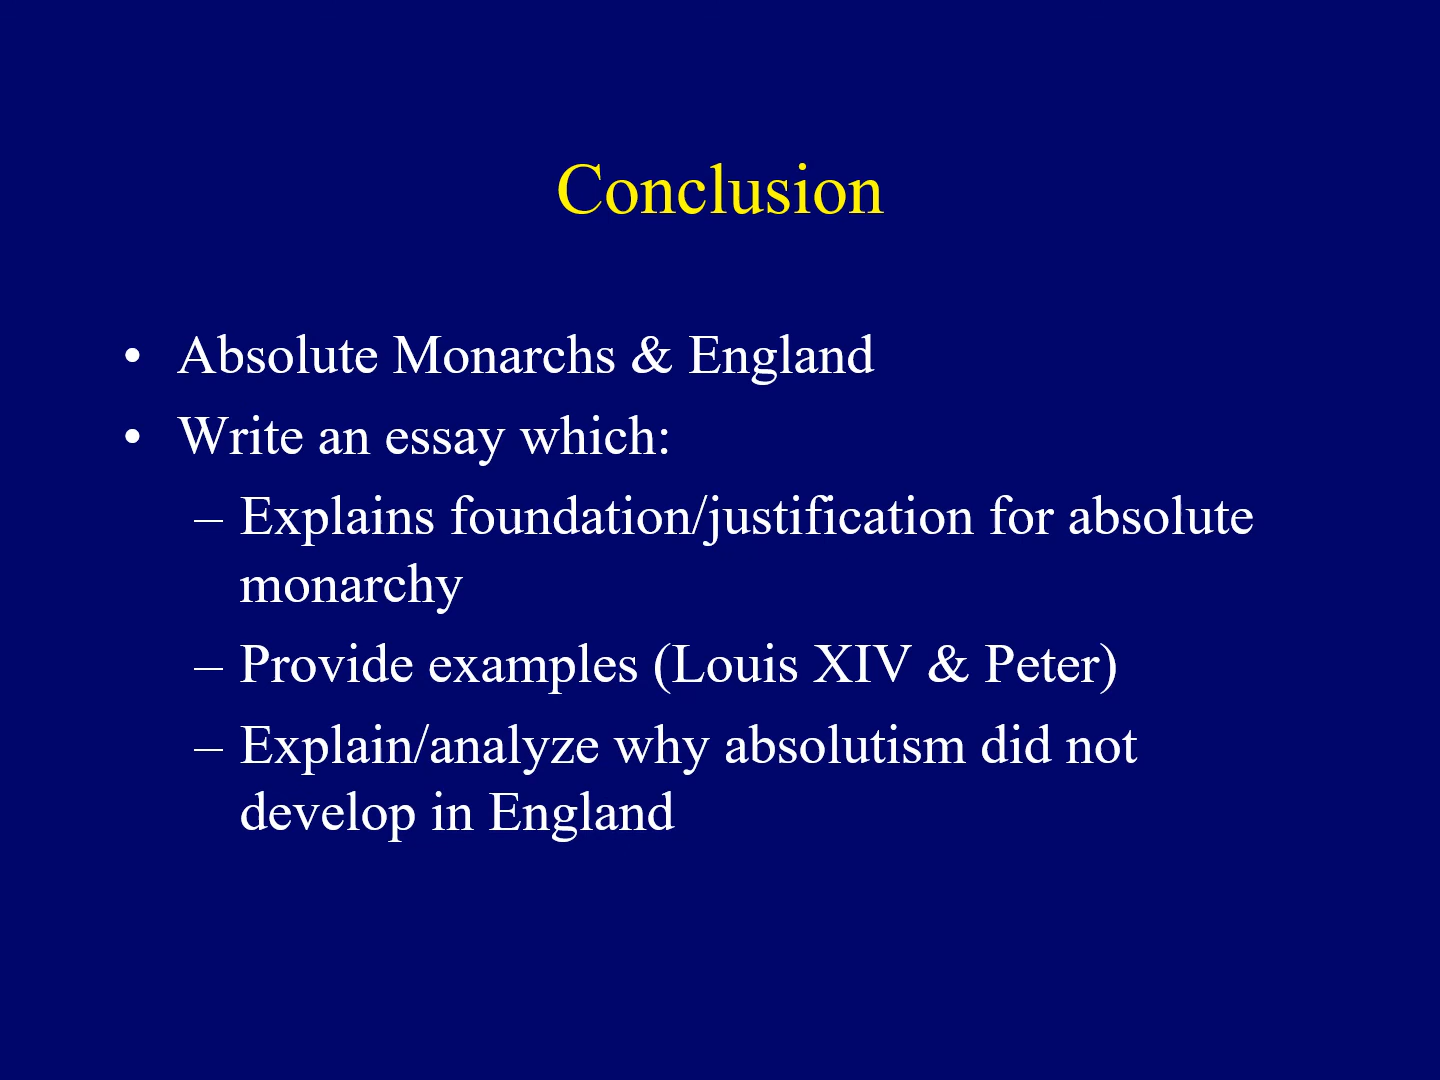 Conclusion
• Absolute Monarchs & England
• Write an essay which:
– Explains foundation/justification for absolute
monarchy
– Provide examples (Louis XIV & Peter)
– Explain/analyze why absolutism did not
develop in England